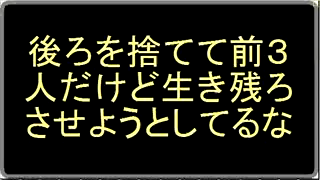 後ろを捨てて前３
人だけど生き残ろ
させようとしてるな